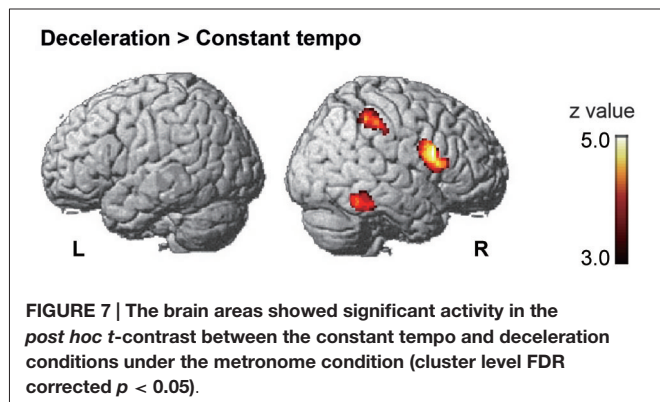 Deceleration > Constant tempo
z value
5.0
3.0
L
R
FIGURE 7 | The brain areas showed significant activity in the
post hoc t-contrast between the constant tempo and deceleration
conditions under the metronome condition (cluster level FDR
corrected p < 0.05).